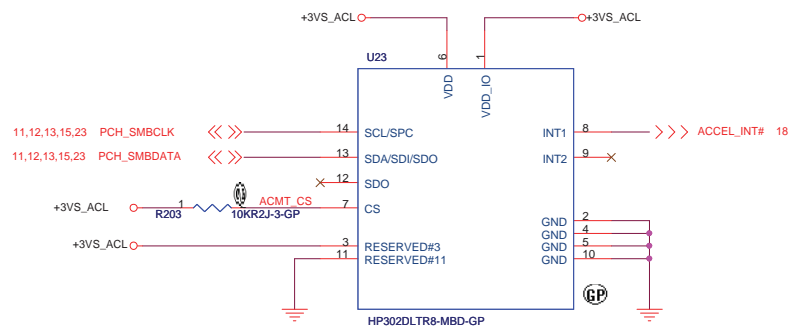 +3VS_ACL
+3VS_ACL
U23
6
1
VDD
VDD_IO
11,12,13,15,23 PCH_SMBCLK
14
SCL/SPC
INT1
8
ACCEL_INT# 18
11,12,13,15,23 PCH_SMBDATA
13
SDA/SDI/SDO
INT2
9
12
SDO
+3VS_ACL
1
ACMT_CS
7
CS
R203
10KR2J-3-GP
GND
2
GND
4
+3VS_ACL
3
RESERVED#3
GND
5
11
RESERVED#11
GND
10
GP
HP302DLTR8-MBD-GP